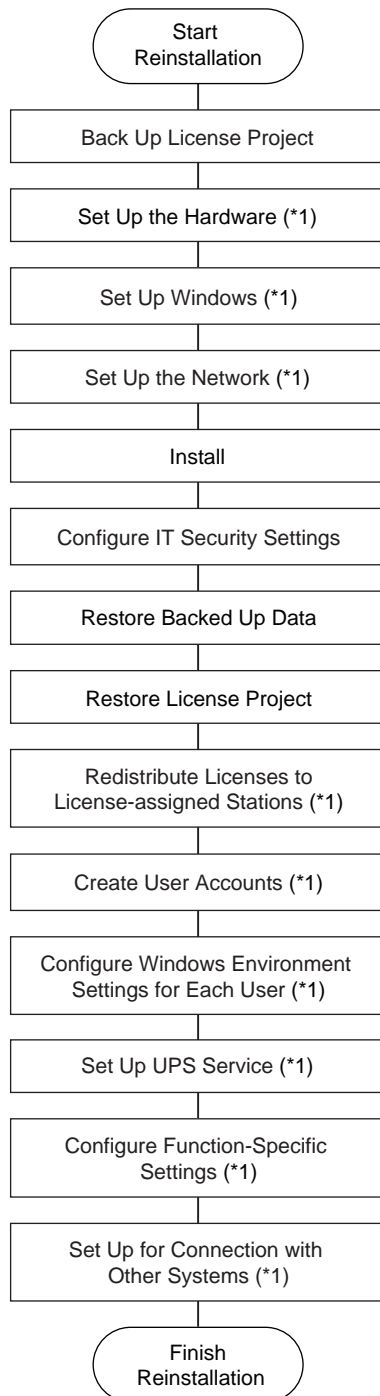 Start
Reinstallation
Back Up License Project
Set Up the Hardware (*1)
Set Up Windows (*1)
Set Up the Network (*1)
Install
Configure IT Security Settings
Restore Backed Up Data
Restore License Project
Redistribute Licenses to
License-assigned Stations (*1)
Create User Accounts (*1)
Configure Windows Environment
Settings for Each User (*1)
Set Up UPS Service (*1)
Configure Function-Specific
Settings (*1)
Set Up for Connection with
Other Systems (*1)
Finish
Reinstallation